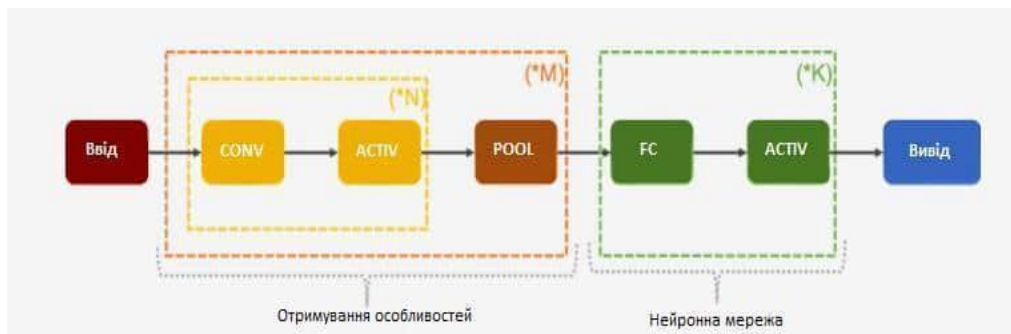 (*M)
(*K)
(*N)
Ввід
CONV
ACTIV
POOL
FC
ACTIV
Вивід
Отримування особливостей
Нейронна мережа